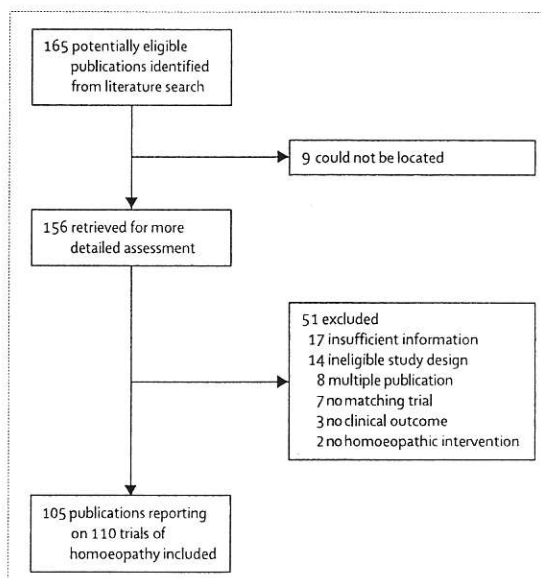 165 potentially eligible
publications identified
from literature search
9 could not be located
156 retrieved for more
detailed assessment
51 excluded
17 insufficient information
14 ineligible study design
8 multiple publication
7 no matching trial
3 no clinical outcome
2 no homoeopathic intervention
105 publications reporting
on 110 trials of
homoeopathy included